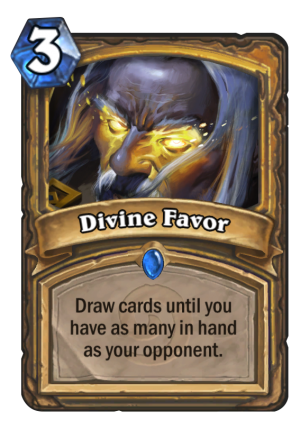 3
Divine Favor
Draw cards until you
have as many in hand
as your opponent.